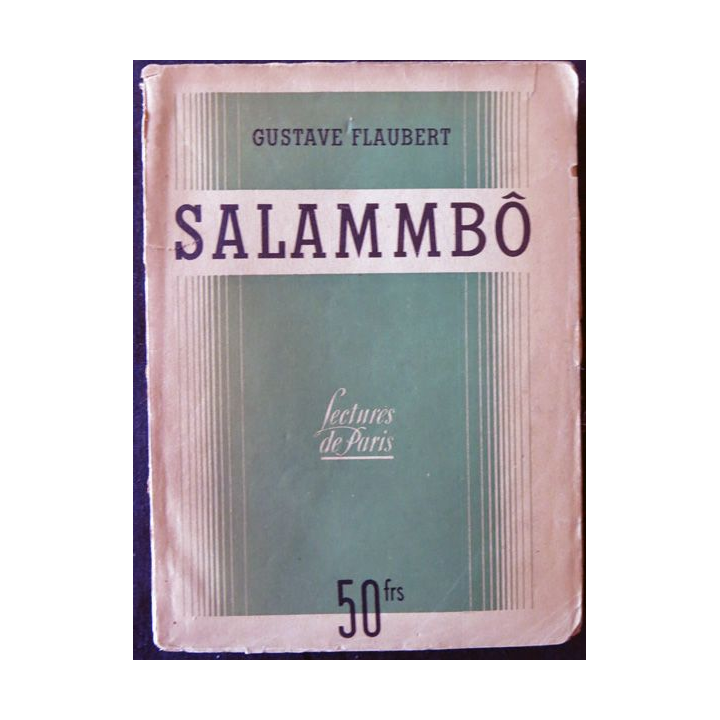 GUSTAVE FLAUBERT
SALAMMBÔ
Lectures
de Paris
50 frs